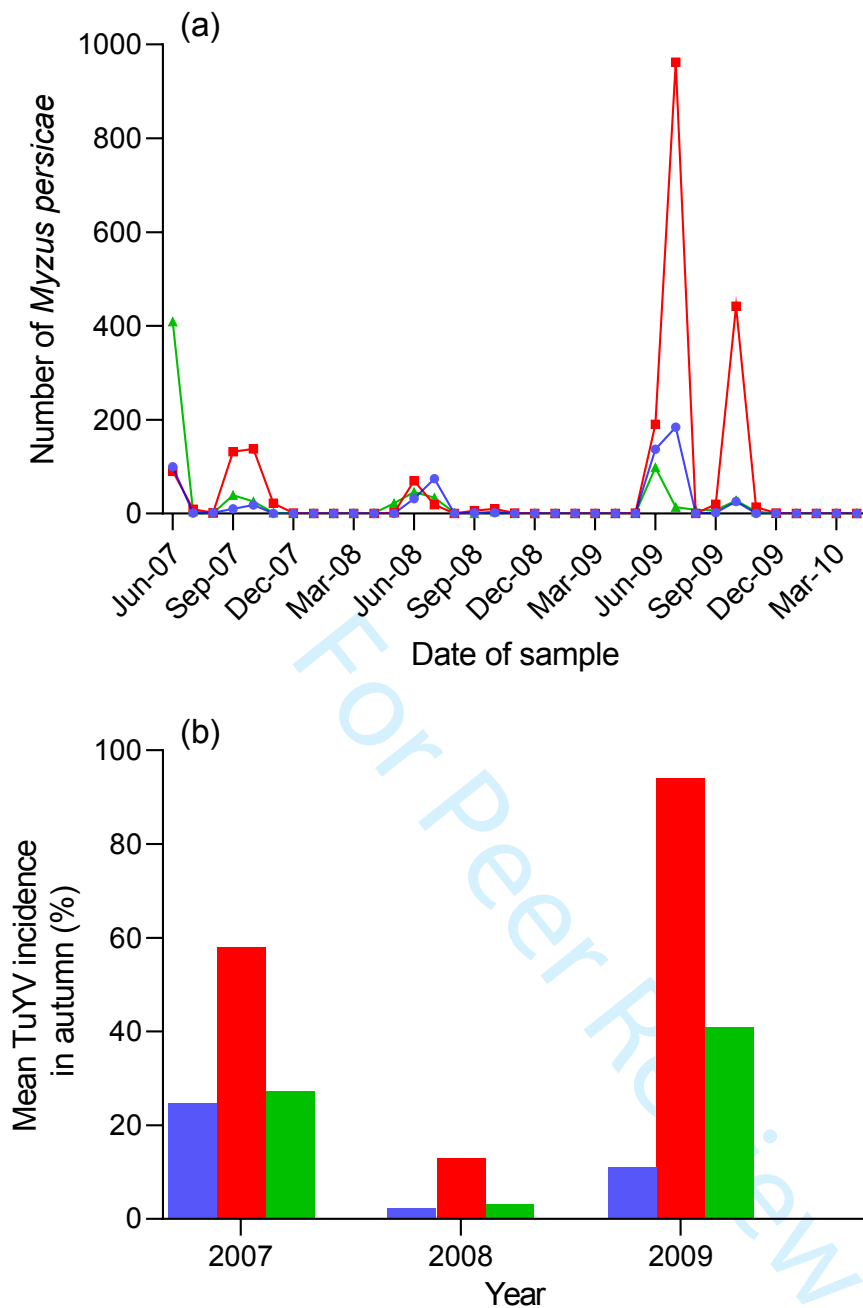 (a)
1000
800
600
400
200
0
Number of Myzus persicae
Jun-07
Sep-07
Dec-07
Mar-08
Jun-08
Sep-08
Dec-08
Mar-09
Jun-09
Sep-09
Dec-09
Mar-10
Date of sample
For Peer Review
(b)
100
80
60
40
20
0
Mean TuYV incidence
in autumn (%)
2007
2008
2009
Year